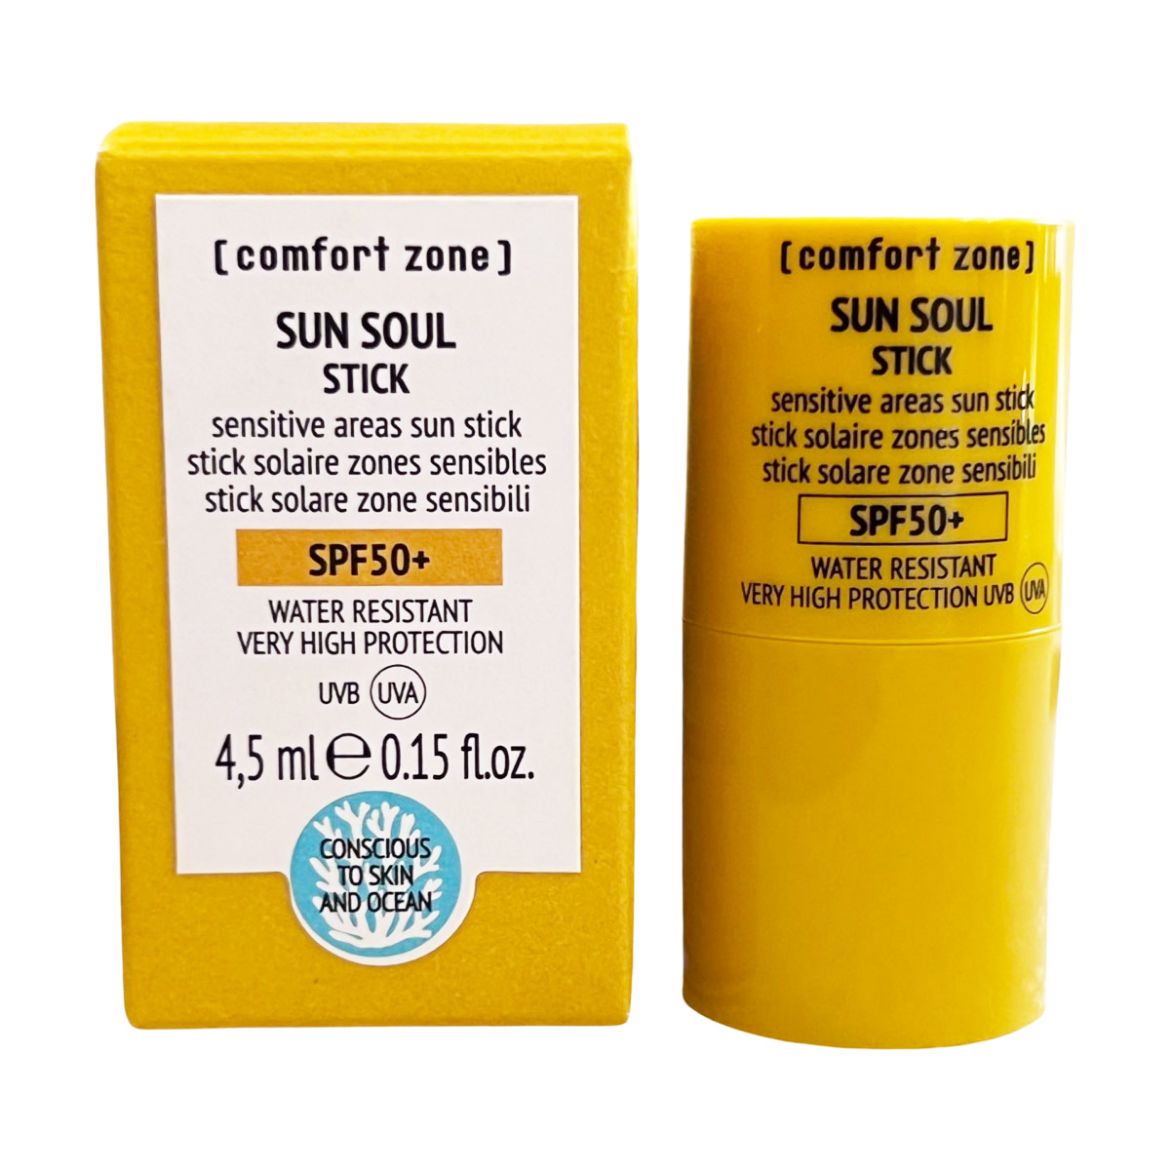 [comfort zone]
SUN SOUL
STICK
sensitive areas sun stick
stick solaire zones sensibles
stick solare zone sensibili
SPF50+
WATER RESISTANT
VERY HIGH PROTECTION
UVB UVA
4,5 ml ℮ 0.15 fl.oz.
CONSCIOUS
TO SKIN
AND OCEAN
[comfort zone]
SUN SOUL
STICK
sensitive areas sun stick
stick solaire zones sensibles
stick solare zone sensibili
SPF50+
WATER RESISTANT
VERY HIGH PROTECTION UVB UVA